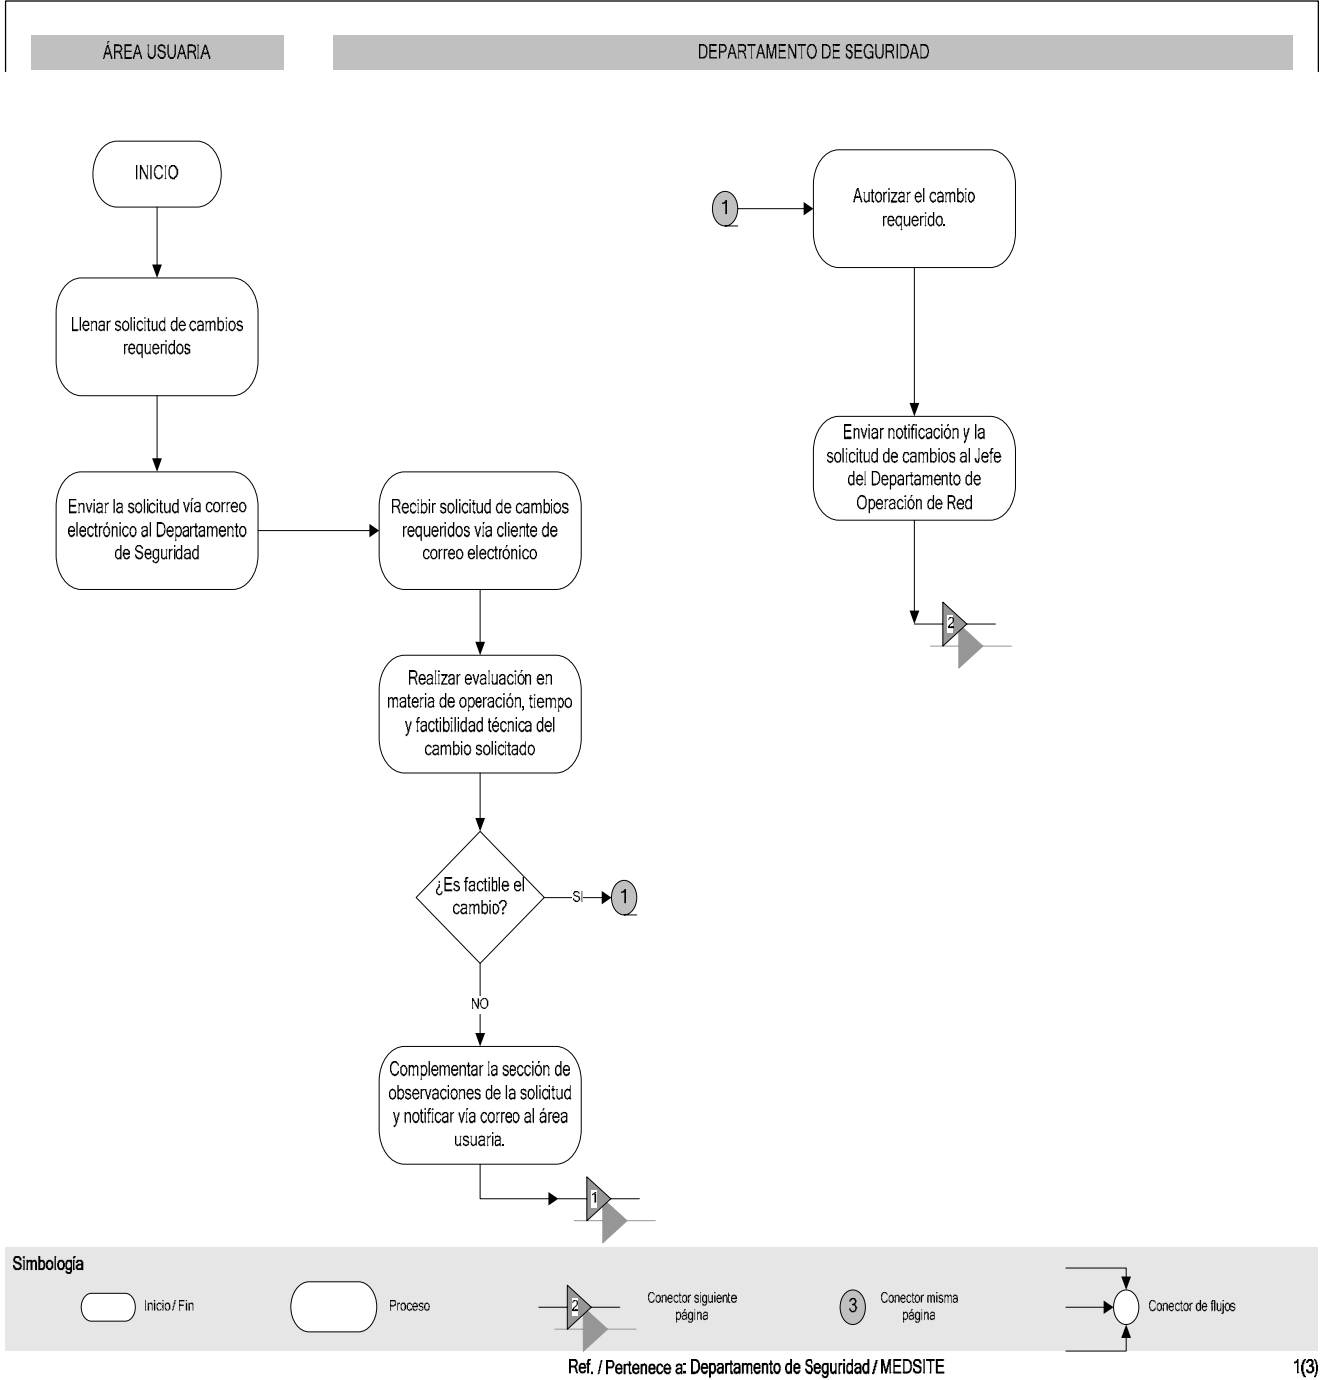 ÁREA USUARIA
DEPARTAMENTO DE SEGURIDAD
INICIO
Llenar solicitud de cambios
requeridos
Enviar la solicitud vía correo
electrónico al Departamento
de Seguridad
Recibir solicitud de cambios
requeridos vía cliente de
correo electrónico
Realizar evaluación en
materia de operación, tiempo
y factibilidad técnica del
cambio solicitado
¿Es factible el
cambio?
SI
1
NO
Complementar la sección de
observaciones de la solicitud
y notificar vía correo al área
usuaria.
1
1
Autorizar el cambio
requerido.
Enviar notificación y la
solicitud de cambios al Jefe
del Departamento de
Operación de Red
2
Simbología
Inicio / Fin
Proceso
2
Conector siguiente
página
3
Conector misma
página
Conector de flujos
Ref. / Pertenece a: Departamento de Seguridad / MEDSITE
1(3)